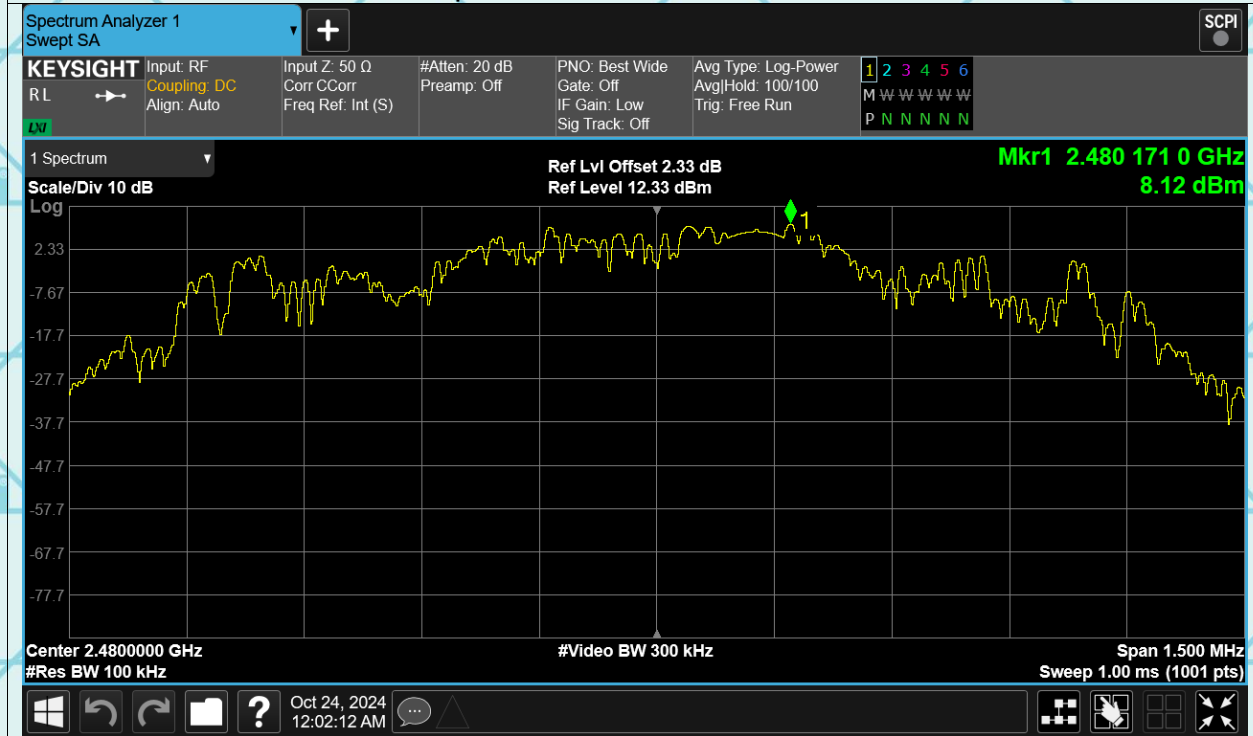 Spectrum Analyzer 1
Swept SA
+
SCPI
KEYSIGHT
RL
LXI
Input: RF
Coupling: DC
Align: Auto
Input Z: 50 Ω
Corr CCorr
Freq Ref: Int (S)
#Atten: 20 dB
Preamp: Off
PNO: Best Wide
Gate: Off
IF Gain: Low
Sig Track: Off
Avg Type: Log-Power
Avg|Hold: 100/100
Trig: Free Run
1 2 3 4 5 6
M W W W W W
P N N N N N
1 Spectrum
Scale/Div 10 dB
Ref Lvl Offset 2.33 dB
Ref Level 12.33 dBm
Mkr1 2.480 171 0 GHz
8.12 dBm
Log
1
2.33
-7.67
-17.7
-27.7
-37.7
-47.7
-57.7
-67.7
-77.7
Center 2.4800000 GHz
#Res BW 100 kHz
#Video BW 300 kHz
Span 1.500 MHz
Sweep 1.00 ms (1001 pts)
?
Oct 24, 2024
12:02:12 AM